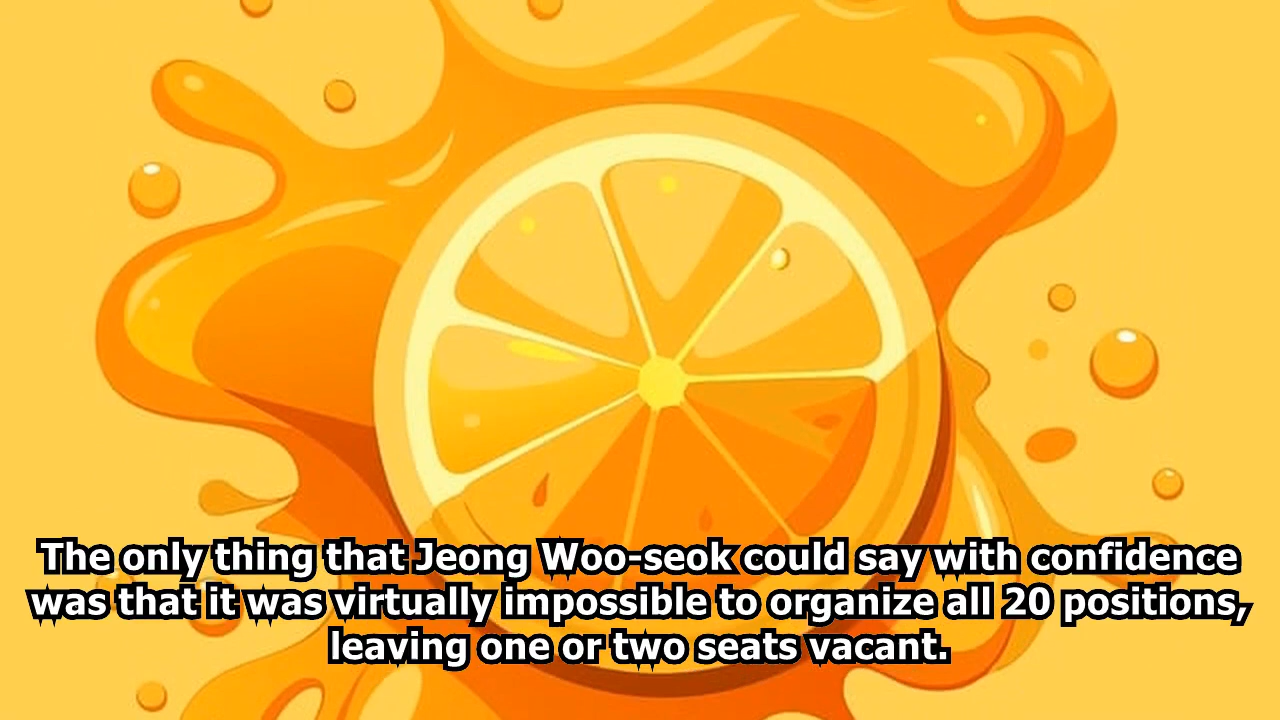 The only thing that Jeong Woo-seok could say with confidence
was that it was virtually impossible to organize all 20 positions,
leaving one or two seats vacant.